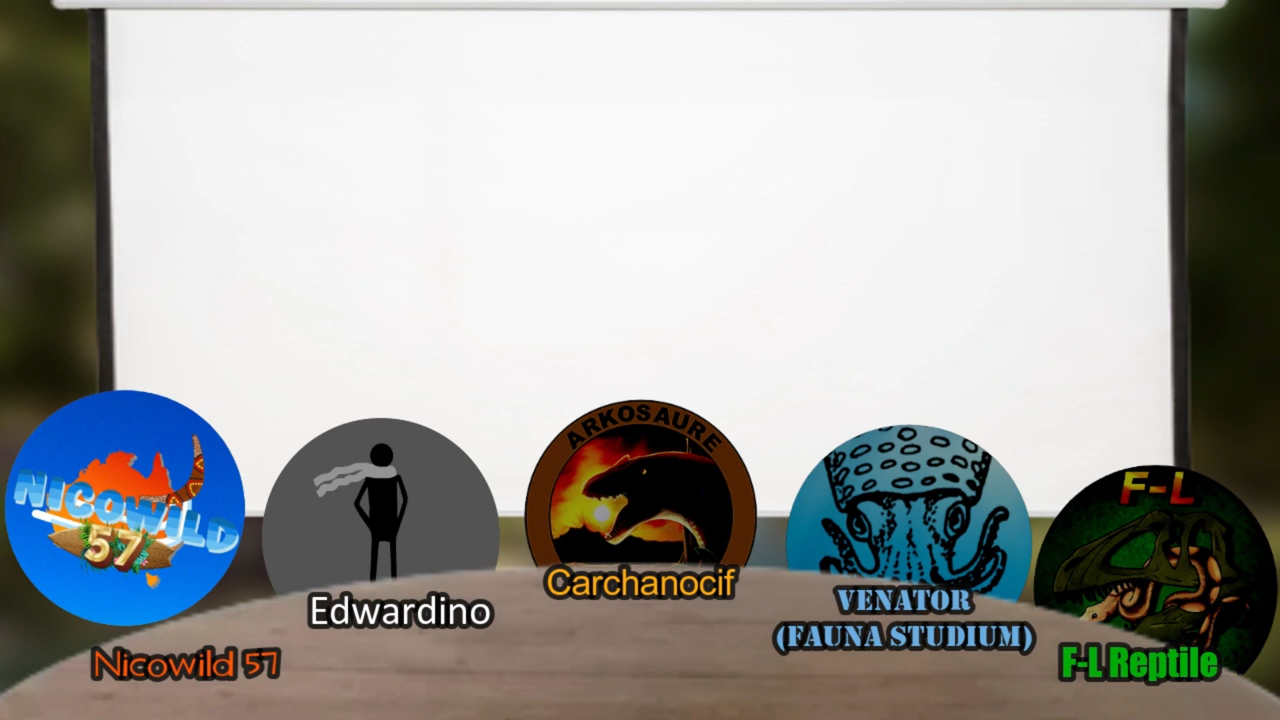 NICOWILD
57
ARKOSAURE
F-L
Nicowild 57
Edwardino
Carchanocif
VENATOR
(FAUNA STUDIUM)
F-L Reptile